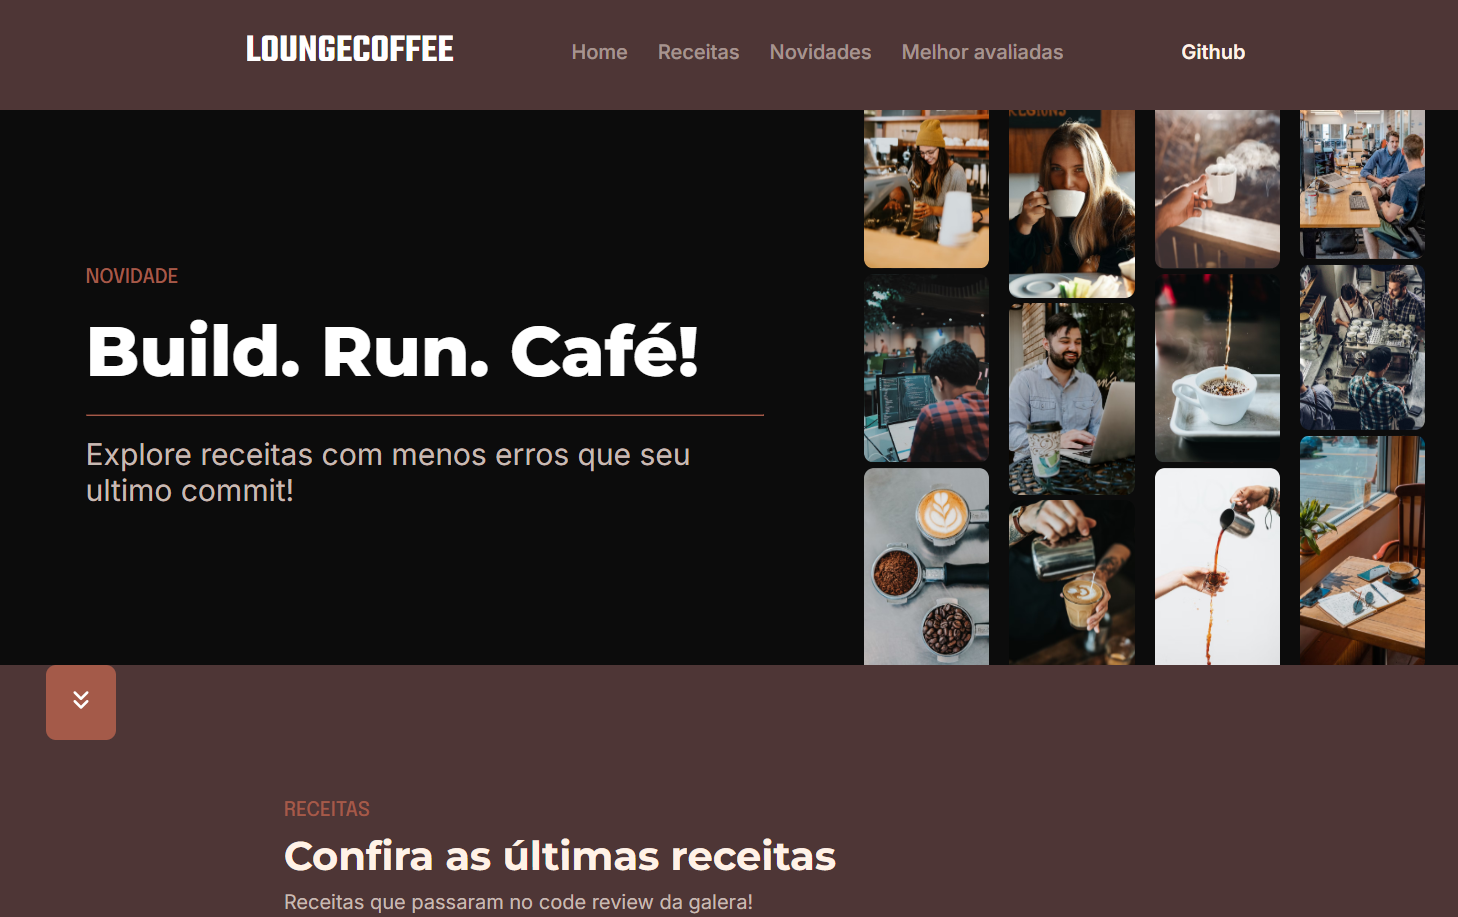 LOUNGECOFFEE
Home Receitas Novidades Melhor avaliadas
Github
NOVIDADE
Build. Run. Café!
Explore receitas com menos erros que seu
ultimo commit!
RECEITAS
Confira as últimas receitas
Receitas que passaram no code review da galera!